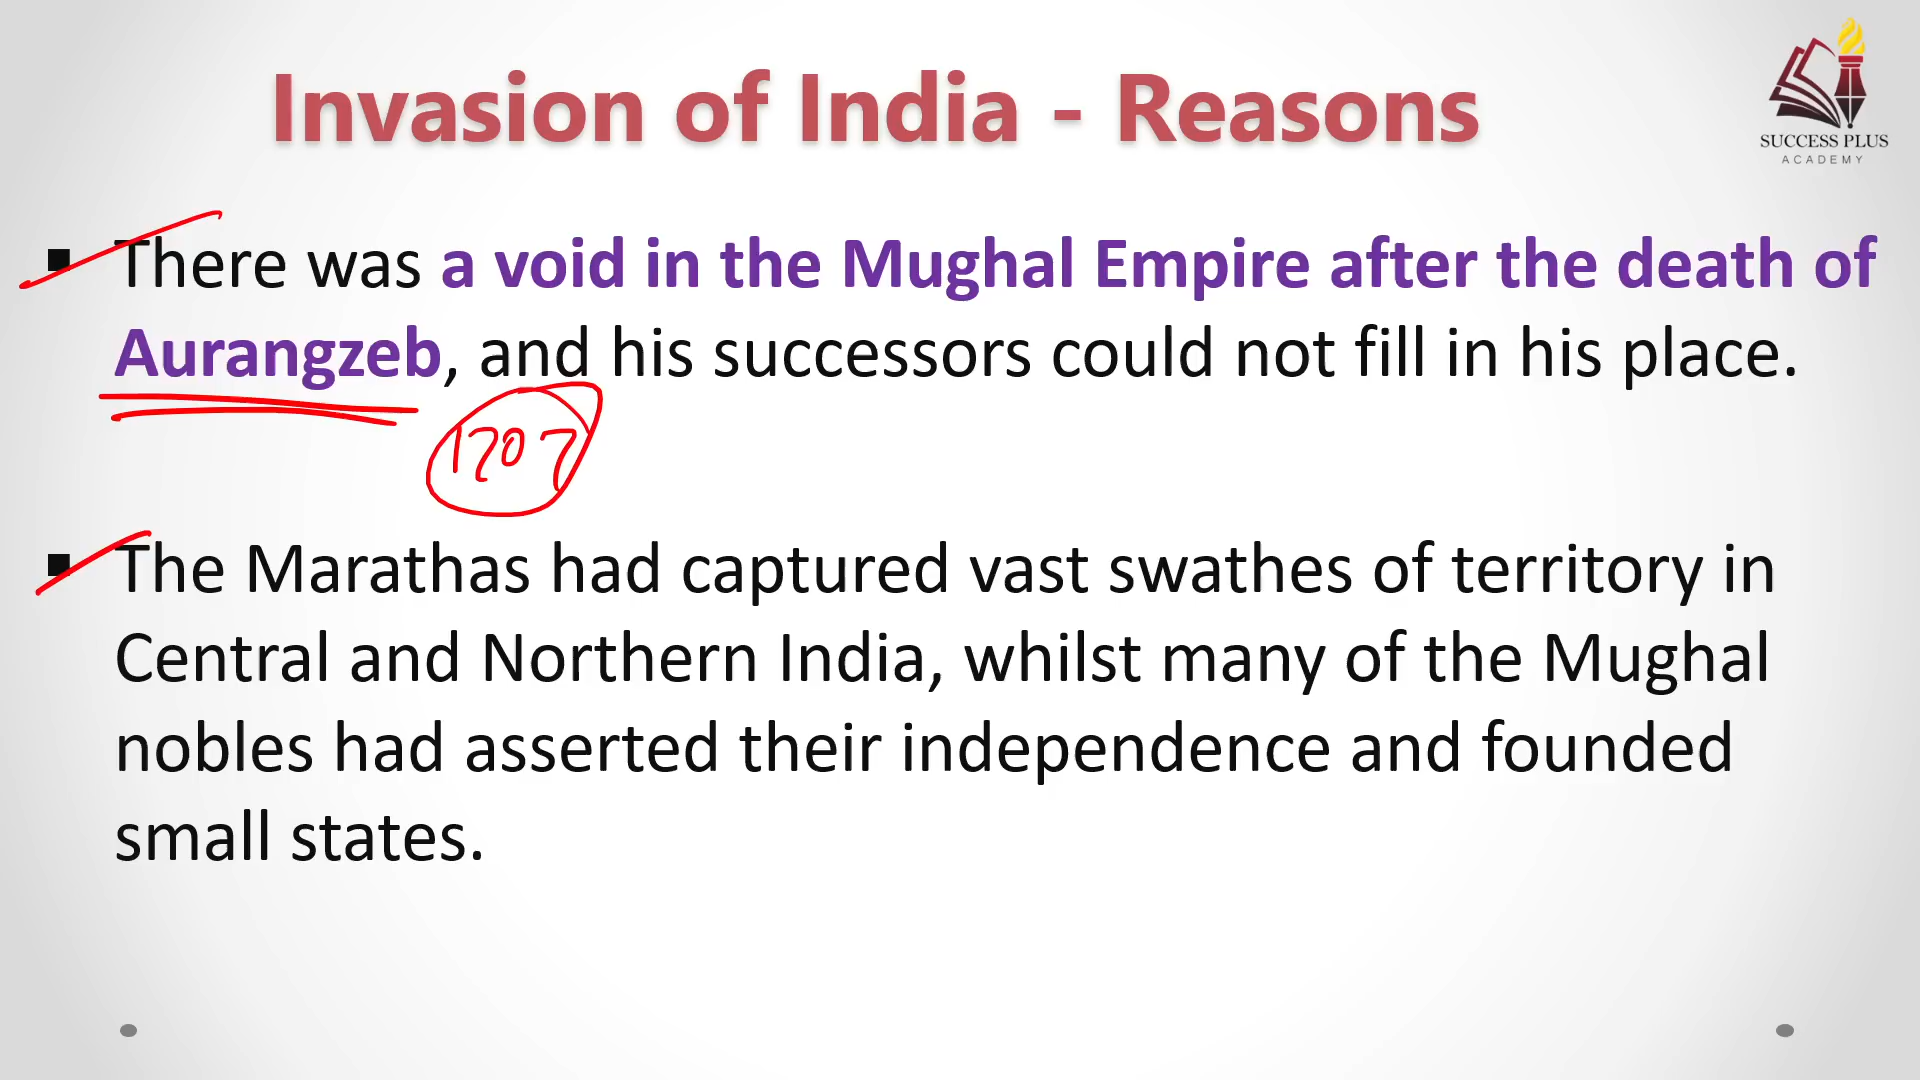 Invasion of India - Reasons
SUCCESS PLUS
ACADEMY
▪ There was a void in the Mughal Empire after the death of
Aurangzeb, and his successors could not fill in his place.
1707
▪ The Marathas had captured vast swathes of territory in
Central and Northern India, whilst many of the Mughal
nobles had asserted their independence and founded
small states.